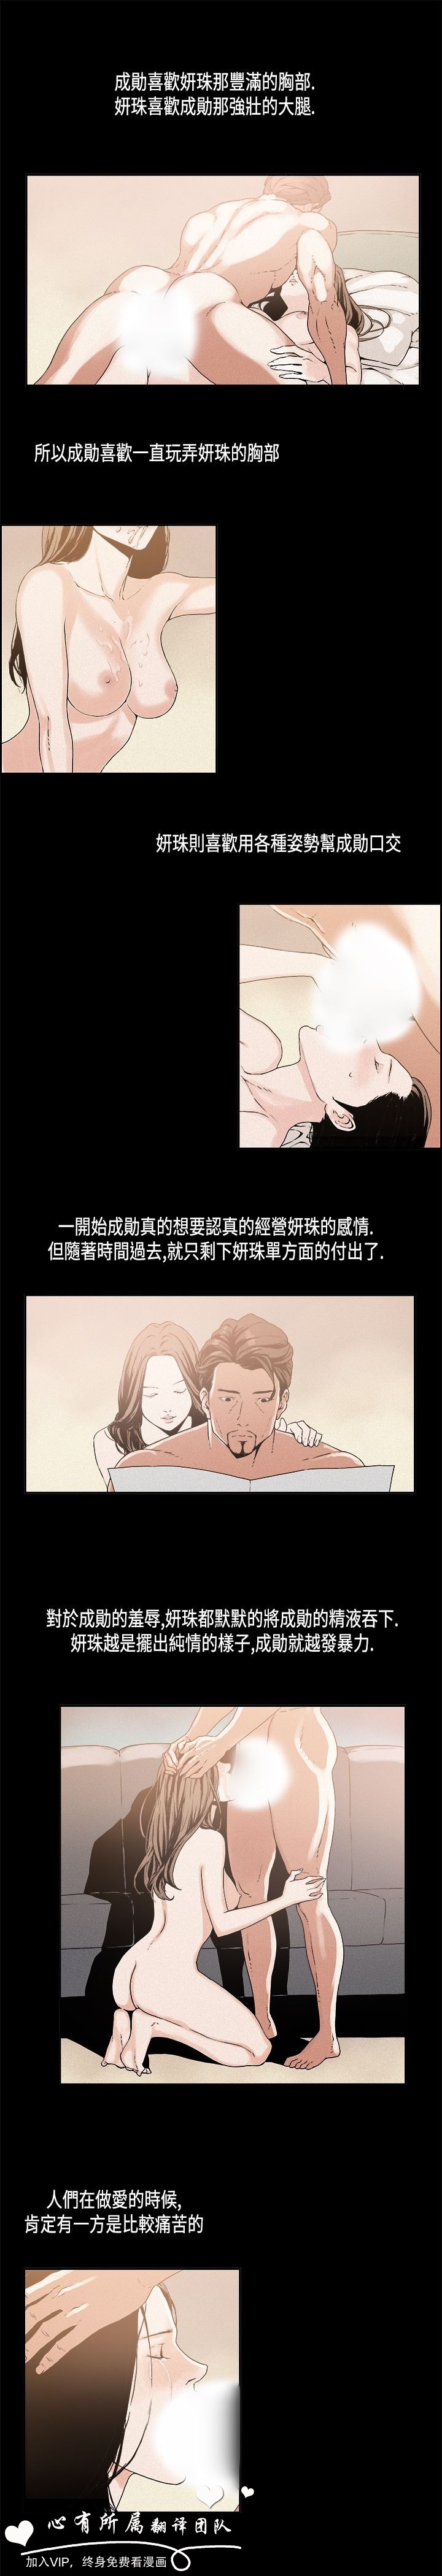 成勛喜歡妍珠那豐滿的胸部.
妍珠喜歡成勛那強壯的大腿.
所以成勛喜歡一直玩弄妍珠的胸部
妍珠則喜歡用各種姿勢幫成勛口交
一開始成勛真的想要認真的經營妍珠的感情.
但隨著時間過去,就只剩下妍珠單方面的付出了.
對於成勛的羞辱,妍珠都默默的將成勛的精液吞下.
妍珠越是擺出純情的樣子,成勛就越發暴力.
人們在做愛的時候,
肯定有一方是比較痛苦的
心有所属翻译团队
加入VIP，终身免费看漫画